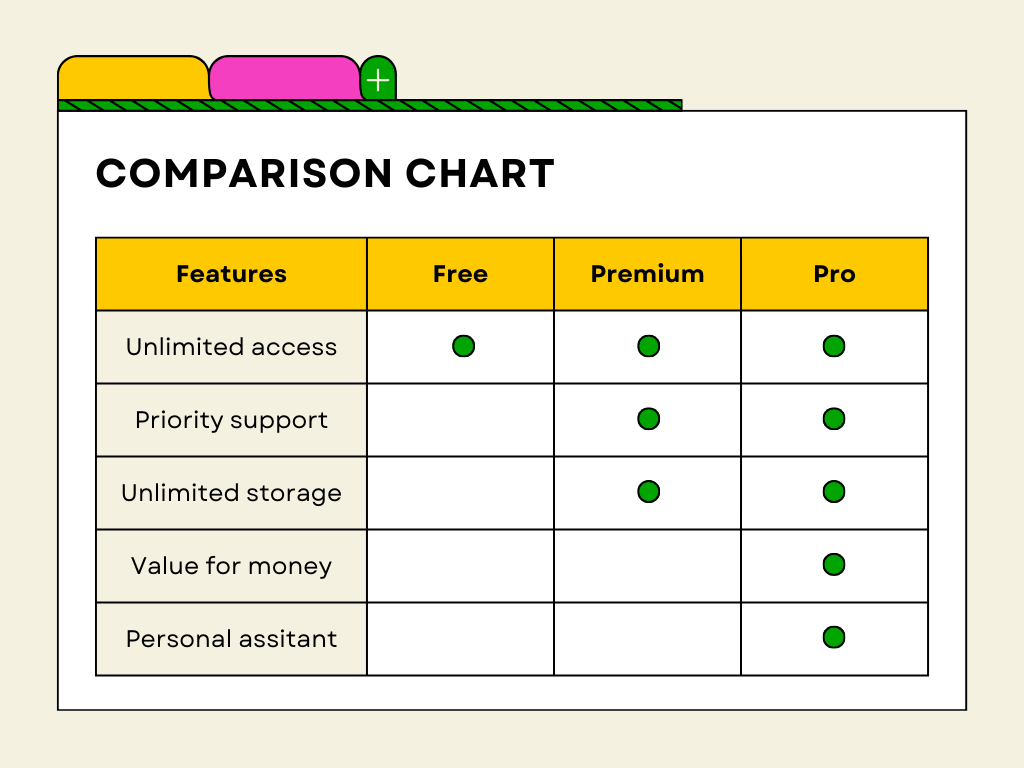 COMPARISON CHART
Features Free Premium Pro
Unlimited access
Priority support
Unlimited storage
Value for money
Personal assitant